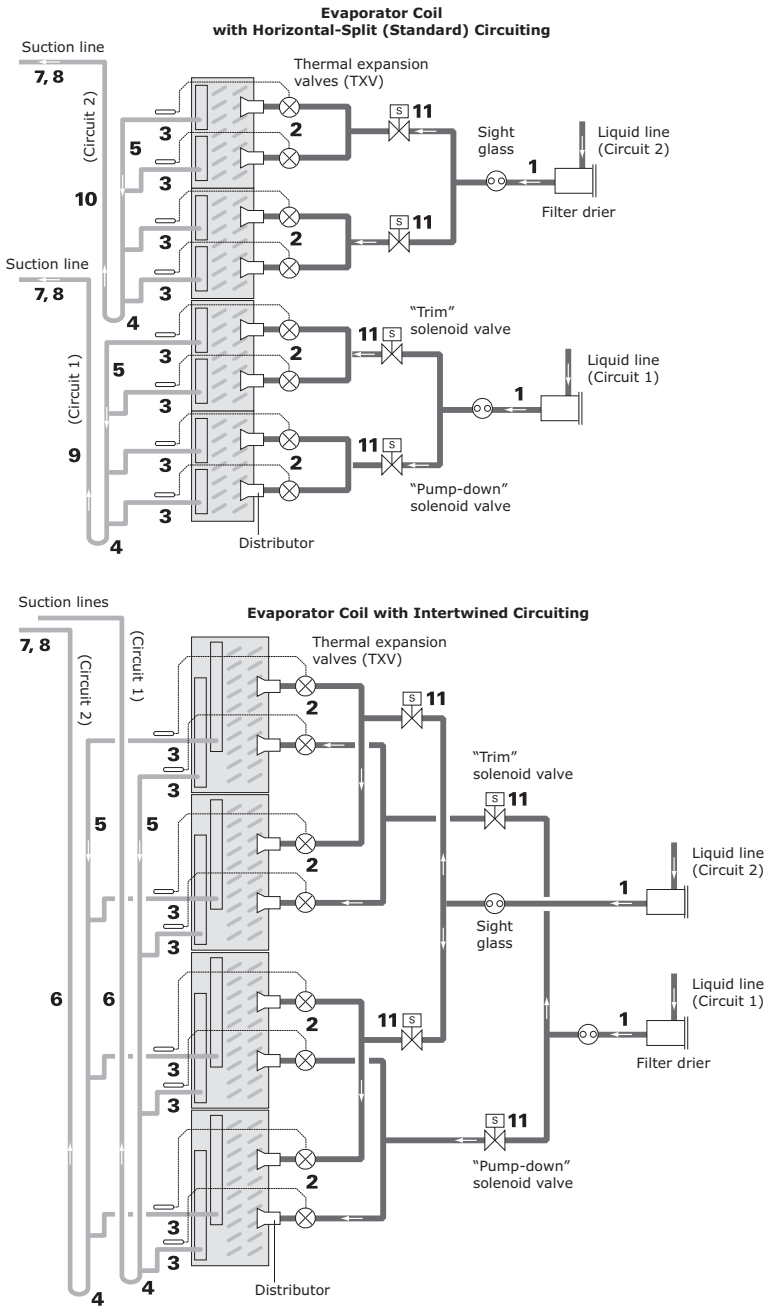 Evaporator Coil
with Horizontal-Split (Standard) Circuiting
Suction line
7, 8
(Circuit 2)
Thermal expansion
valves (TXV)
3
2
S
11
Sight
glass
Liquid line
(Circuit 2)
5
3
1
10
Filter drier
3
2
S
11
Suction line
7, 8
3
4
"Trim"
solenoid valve
3
2
11
S
Liquid line
(Circuit 1)
(Circuit 1)
5
3
1
9
3
2
11
S
"Pump-down"
solenoid valve
3
4
Distributor
Suction lines
Evaporator Coil with Intertwined Circuiting
7, 8
(Circuit 2)
(Circuit 1)
Thermal expansion
valves (TXV)
2
S
11
3
3
"Trim"
solenoid valve
S
11
5
5
2
Liquid line
(Circuit 2)
1
3
3
Sight
glass
6
6
2
11
S
Liquid line
(Circuit 1)
1
Filter drier
3
3
S
11
"Pump-down"
solenoid valve
2
3
3
4
4
Distributor